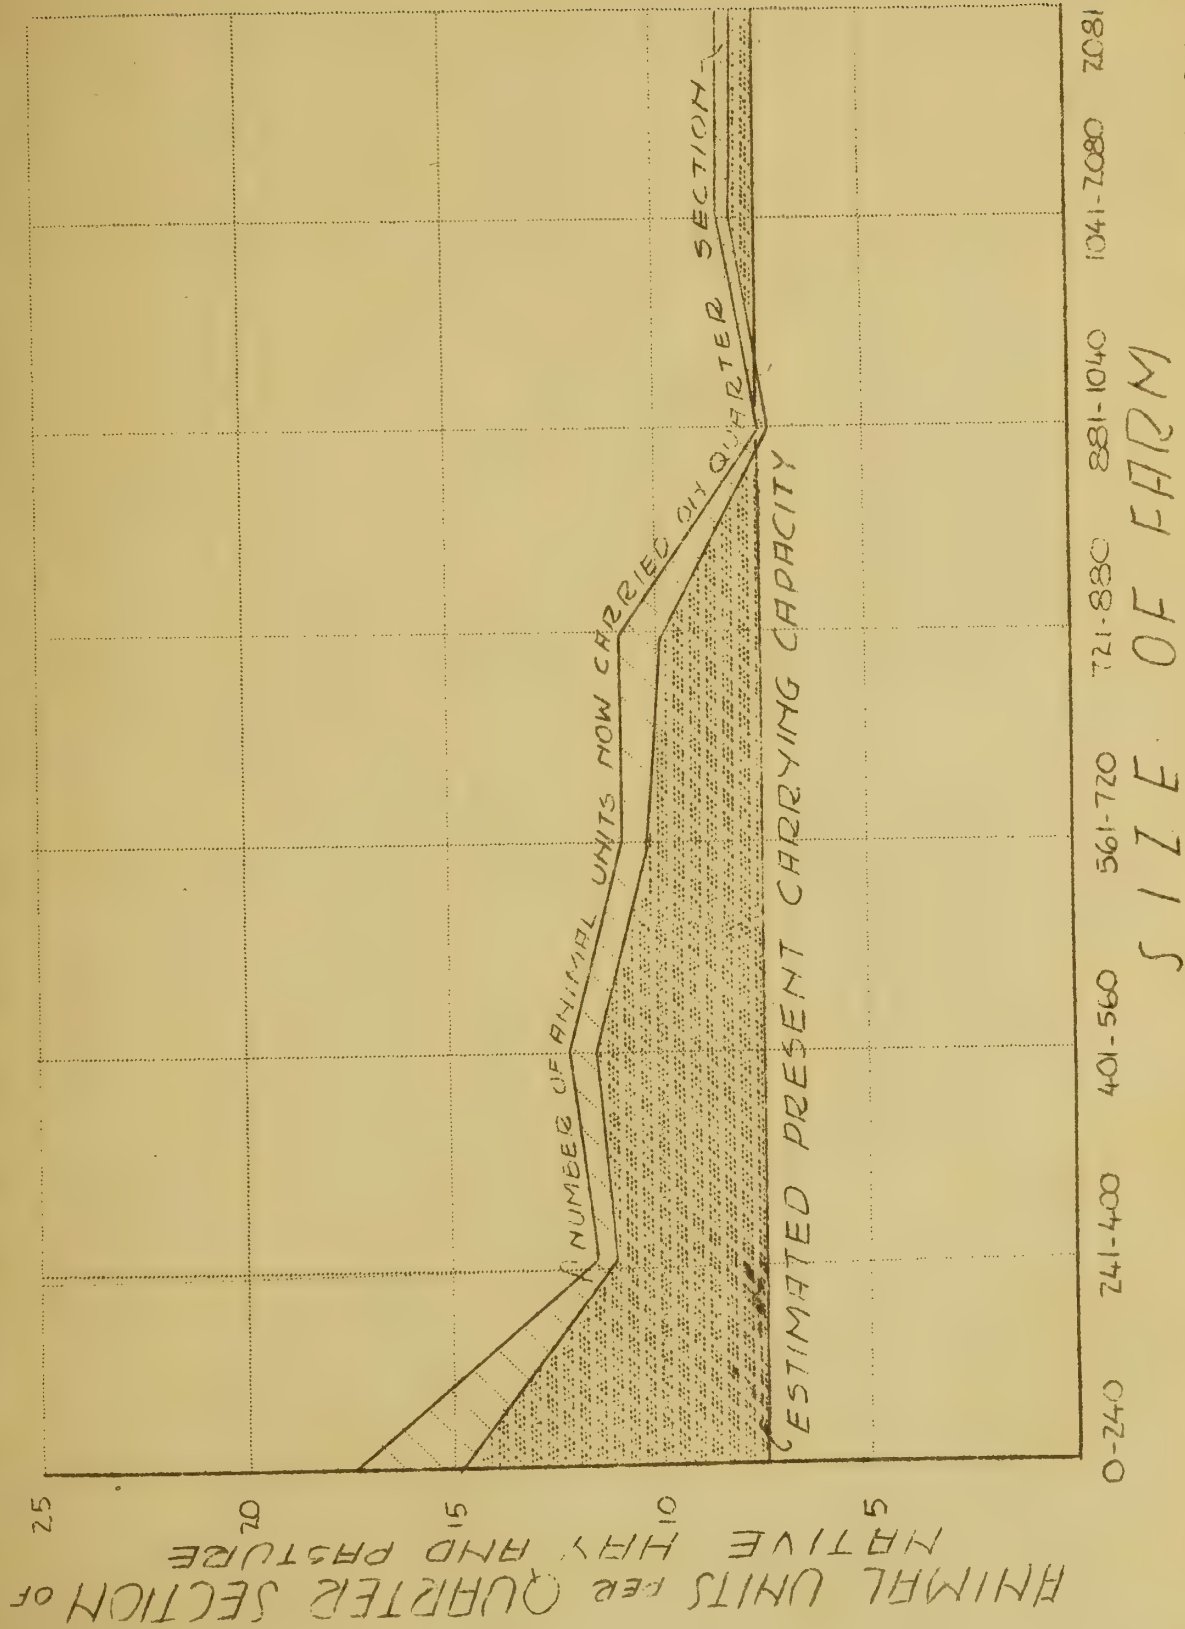 ANIMAL UNITS PER QUARTER SECTION OF
NATIVE HAY AND PASTURE
25
20
15
10
5
NUMBER OF ANIMAL UNITS NOW CARRIED ON QUARTER SECTION
ESTIMATED PRESENT CARRYING CAPACITY
0-240 241-400 401-560 561-720 721-880 881-1040 1041-2080 2081
SIZE OF FARM